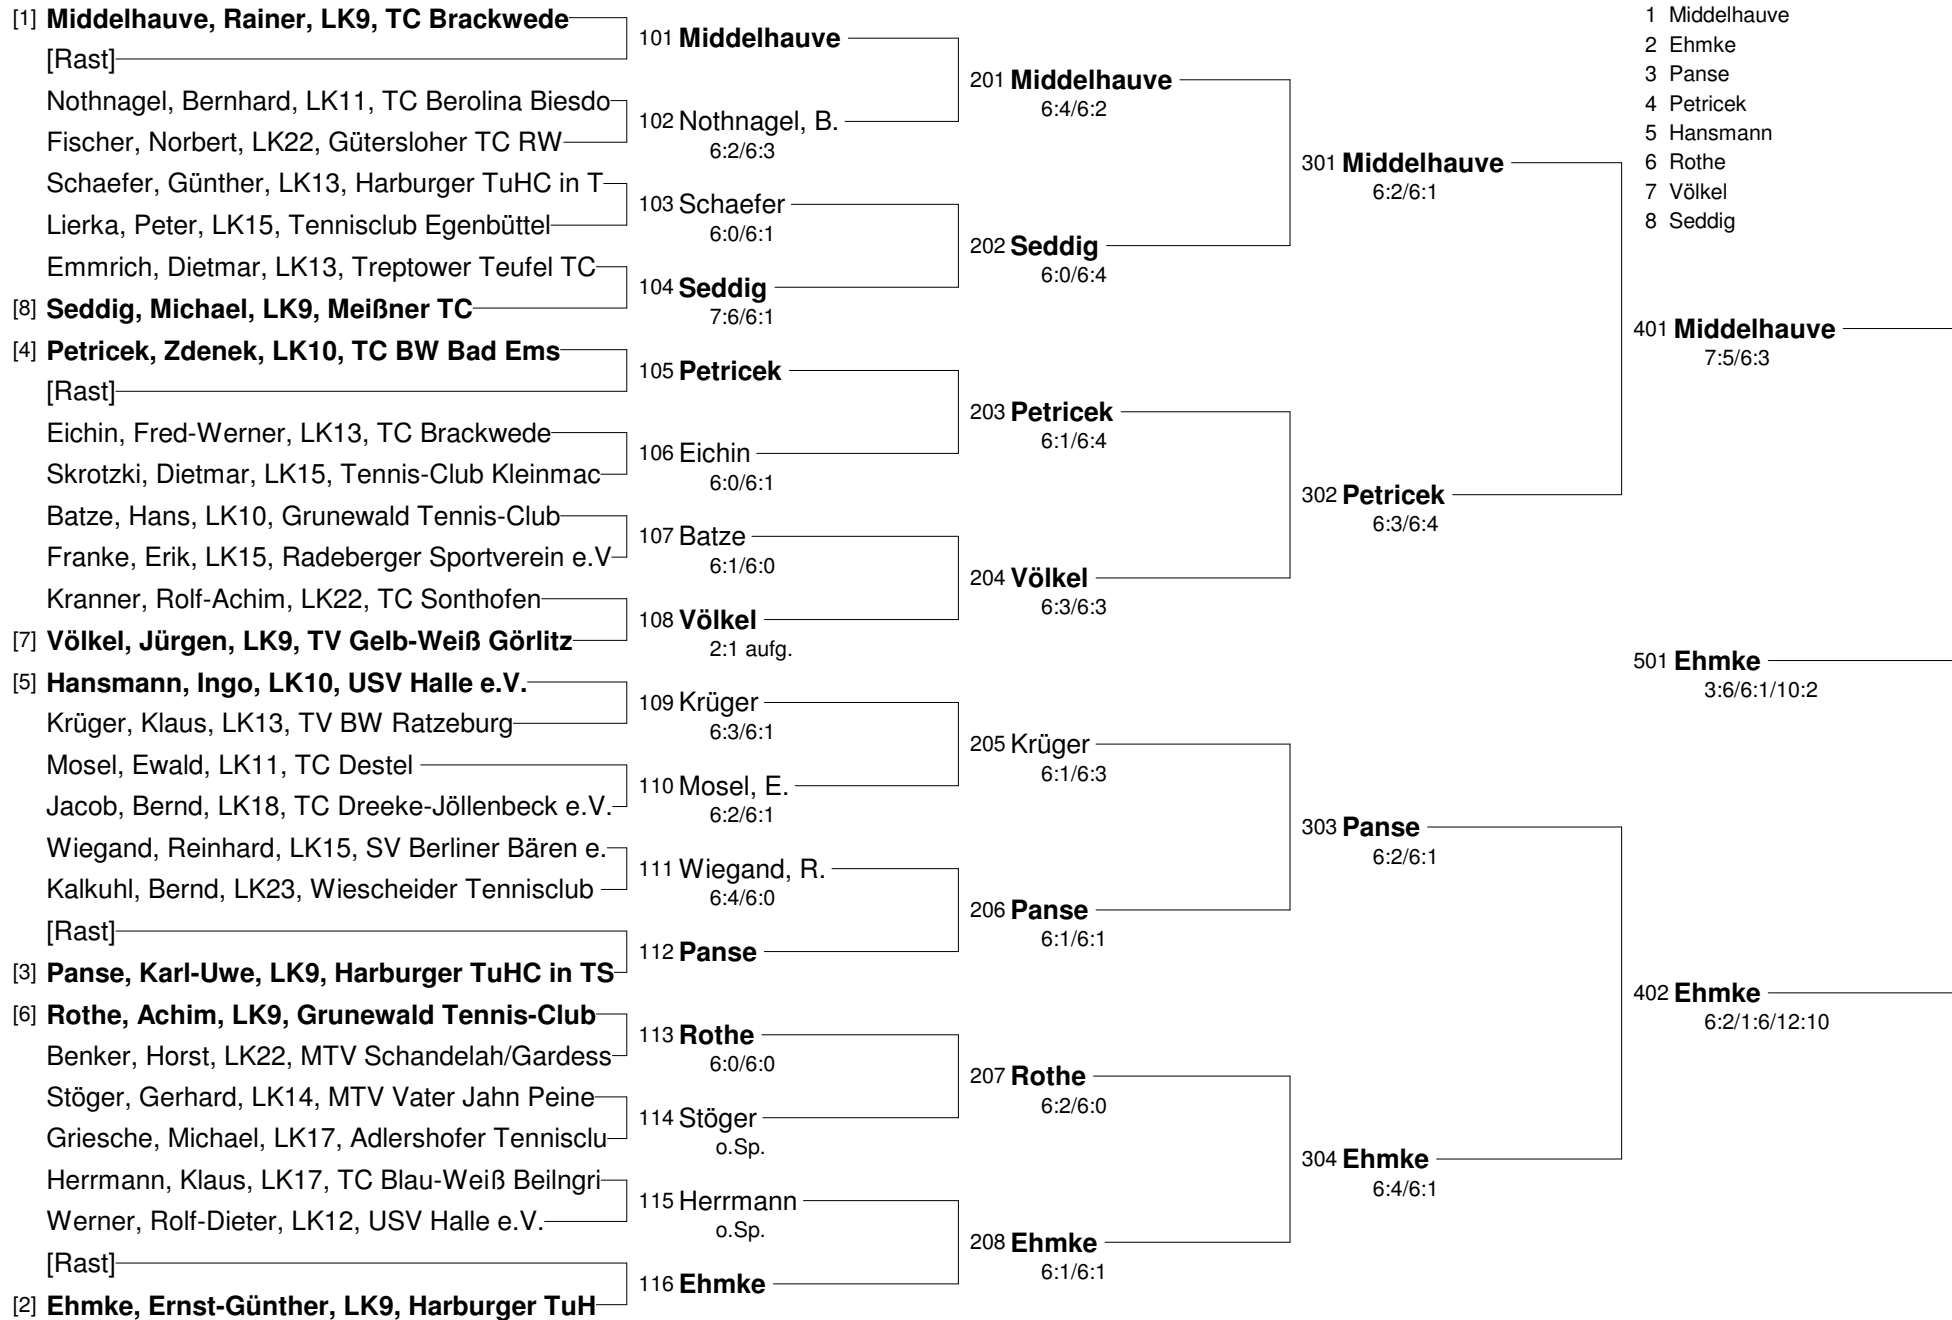 [1] Middelhauve, Rainer, LK9, TC Brackwede
[Rast]
Nothnagel, Bernhard, LK11, TC Berolina Biesdo
Fischer, Norbert, LK22, Gütersloher TC RW
Schaefer, Günther, LK13, Harburger TuHC in T
Lierka, Peter, LK15, Tennisclub Egenbüttel
Emmrich, Dietmar, LK13, Treptower Teufel TC
[8] Seddig, Michael, LK9, Meißner TC
[4] Petricek, Zdenek, LK10, TC BW Bad Ems
[Rast]
Eichin, Fred-Werner, LK13, TC Brackwede
Skrotzki, Dietmar, LK15, Tennis-Club Kleinmac
Batze, Hans, LK10, Grunewald Tennis-Club
Franke, Erik, LK15, Radeberger Sportverein e.V
Kranner, Rolf-Achim, LK22, TC Sonthofen
[7] Völkel, Jürgen, LK9, TV Gelb-Weiß Görlitz
[5] Hansmann, Ingo, LK10, USV Halle e.V.
Krüger, Klaus, LK13, TV BW Ratzeburg
Mosel, Ewald, LK11, TC Destel
Jacob, Bernd, LK18, TC Dreeke-Jöllenbeck e.V.
Wiegand, Reinhard, LK15, SV Berliner Bären e.
Kalkuhl, Bernd, LK23, Wiescheider Tennisclub
[Rast]
[3] Panse, Karl-Uwe, LK9, Harburger TuHC in TS
[6] Rothe, Achim, LK9, Grunewald Tennis-Club
Benker, Horst, LK22, MTV Schandelah/Gardess
Stöger, Gerhard, LK14, MTV Vater Jahn Peine
Griesche, Michael, LK17, Adlershofer Tennisclu
Herrmann, Klaus, LK17, TC Blau-Weiß Beilngri
Werner, Rolf-Dieter, LK12, USV Halle e.V.
[Rast]
[2] Ehmke, Ernst-Günther, LK9, Harburger TuH
101 Middelhauve
102 Nothnagel, B.
6:2/6:3
103 Schaefer
6:0/6:1
104 Seddig
7:6/6:1
105 Petricek
106 Eichin
6:0/6:1
107 Batze
6:1/6:0
108 Völkel
2:1 aufg.
109 Krüger
6:3/6:1
110 Mosel, E.
6:2/6:1
111 Wiegand, R.
6:4/6:0
112 Panse
113 Rothe
6:0/6:0
114 Stöger
o.Sp.
115 Herrmann
o.Sp.
116 Ehmke
201 Middelhauve
6:4/6:2
202 Seddig
6:0/6:4
203 Petricek
6:1/6:4
204 Völkel
6:3/6:3
205 Krüger
6:1/6:3
206 Panse
6:1/6:1
207 Rothe
6:2/6:0
208 Ehmke
6:1/6:1
301 Middelhauve
6:2/6:1
302 Petricek
6:3/6:4
303 Panse
6:2/6:1
304 Ehmke
6:4/6:1
1 Middelhauve
2 Ehmke
3 Panse
4 Petricek
5 Hansmann
6 Rothe
7 Völkel
8 Seddig
401 Middelhauve
7:5/6:3
501 Ehmke
3:6/6:1/10:2
402 Ehmke
6:2/1:6/12:10